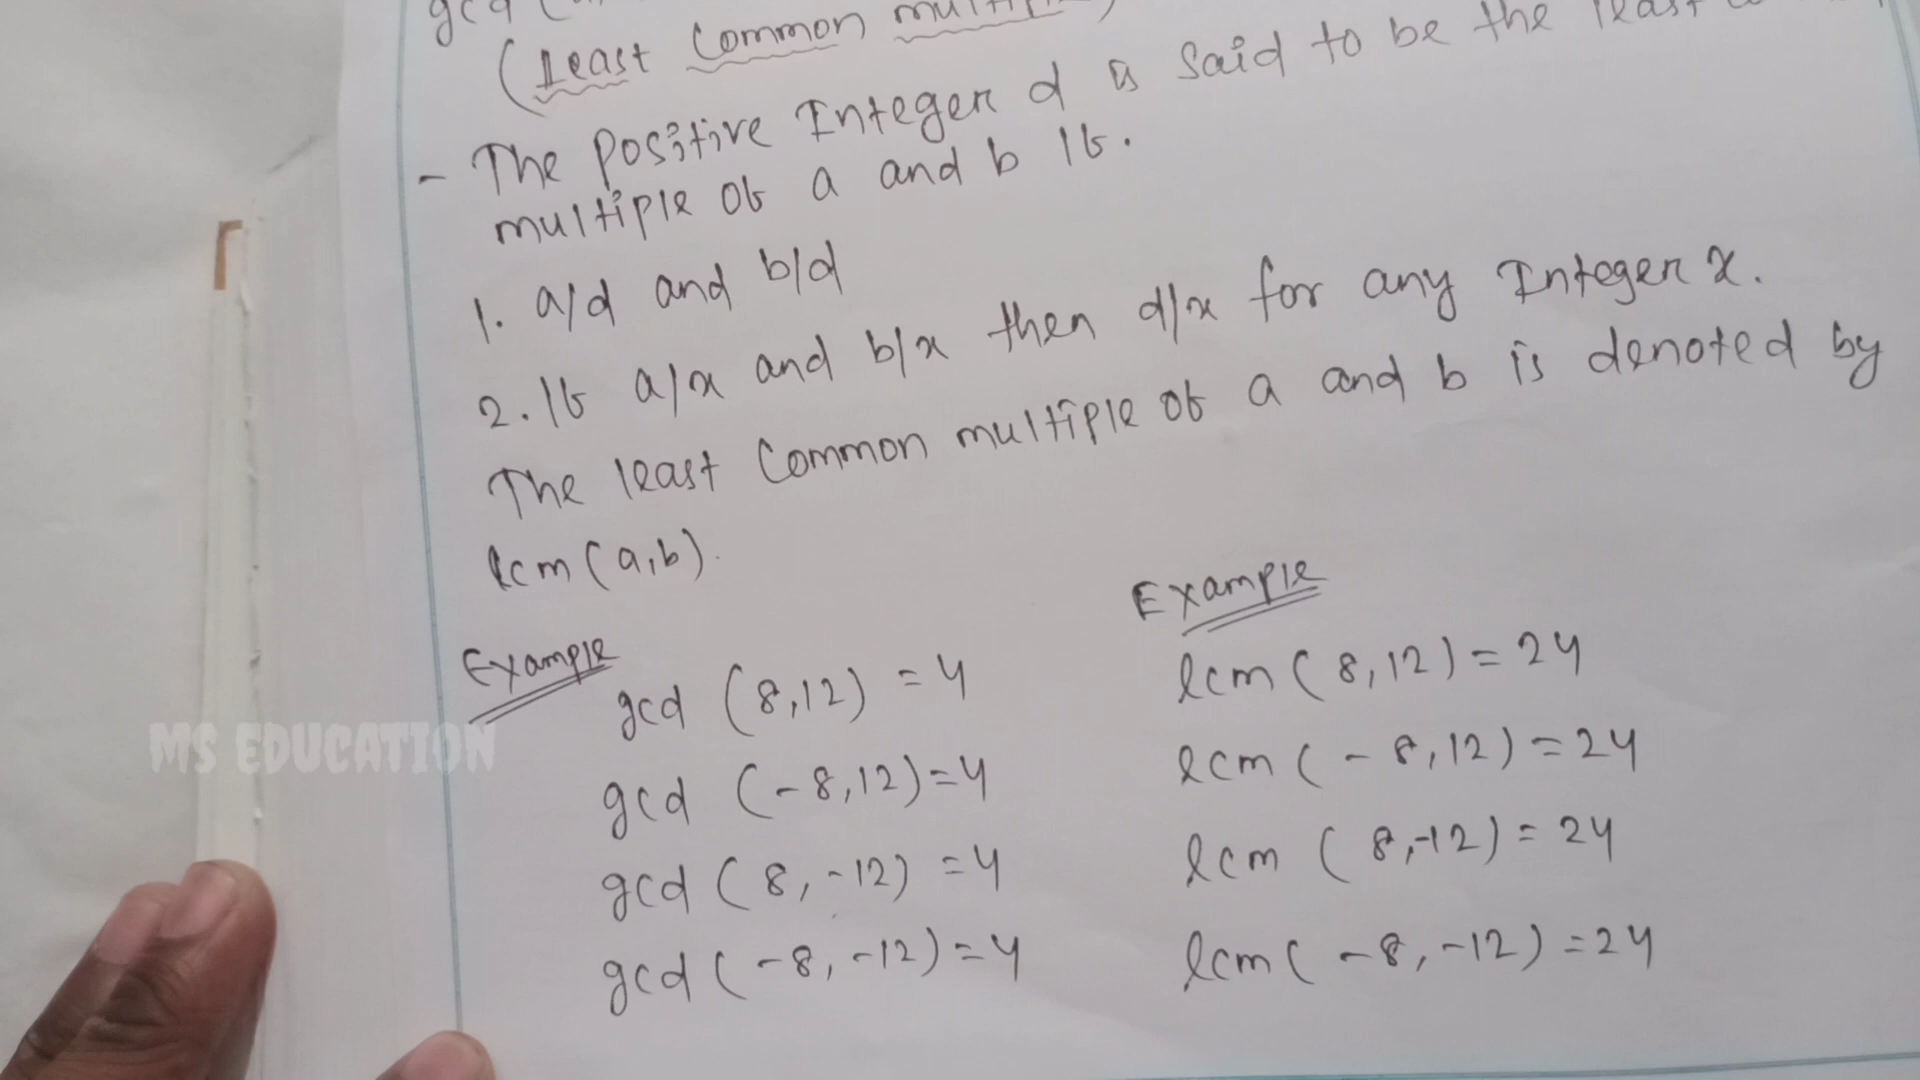 gcd (
(Least Common
- The Positive Integer d is said to be the least
multiple of a and b If.
1. a/d and b/d
2. If a/x and b/x then d/x for any Integer x.
The least Common multiple of a and b is denoted by
lcm (a,b).
Example
gcd (8,12) = 4
gcd (-8,12)=4
gcd (8,-12) =4
gcd (-8,-12)=4
Example
lcm (8,12) = 24
lcm (-8,12) = 24
lcm (8,-12) = 24
lcm (-8,-12) = 24
MS EDUCATION